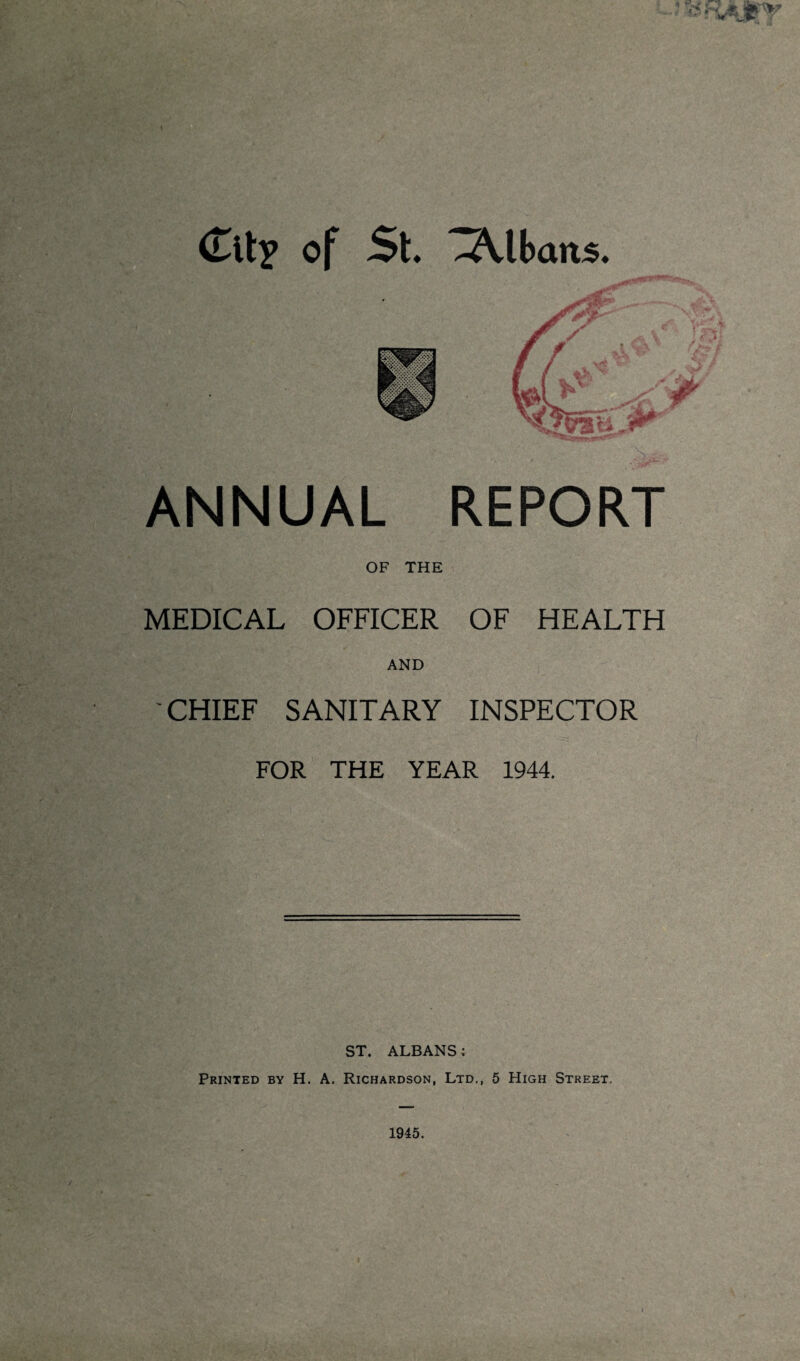 LIBRARY
City of St. Albans.
ANNUAL REPORT
OF THE
MEDICAL OFFICER OF HEALTH
AND
CHIEF SANITARY INSPECTOR
FOR THE YEAR 1944.
ST. ALBANS:
PRINTED BY H. A. RICHARDSON, LTD., 5 HIGH STREET.
1945.